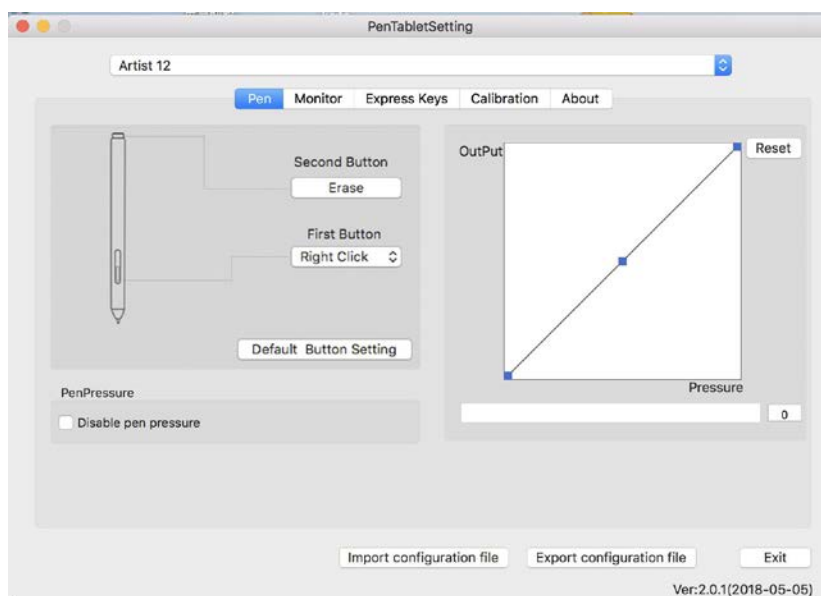 PenTabletSetting
Artist 12
Pen Monitor Express Keys Calibration About
Second Button
Erase
First Button
Right Click
Default Button Setting
OutPut
Reset
Pressure
0
PenPressure
Disable pen pressure
Import configuration file Export configuration file Exit
Ver:2.0.1(2018-05-05)